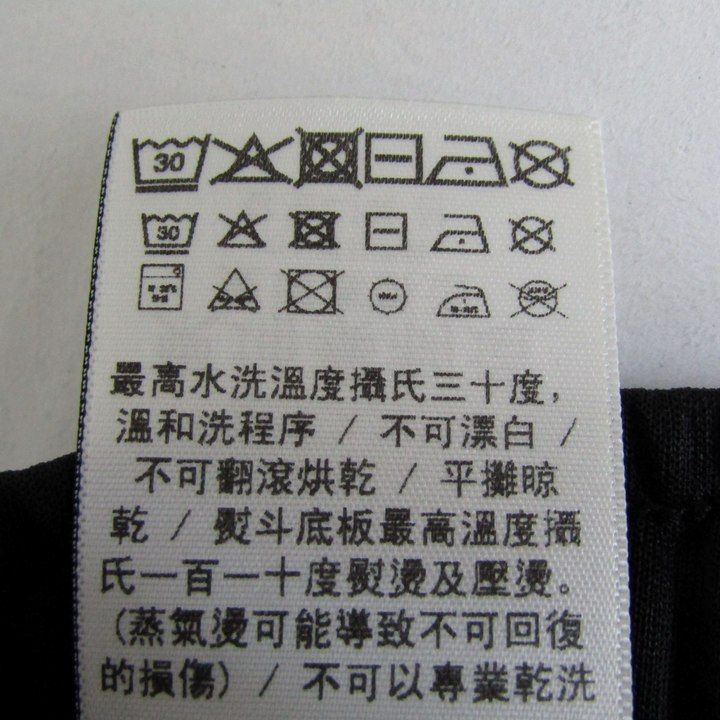 30
30
最高水洗溫度攝氏三十度,
溫和洗程序 / 不可漂白 /
不可翻滾烘乾 / 平攤晾
乾 / 熨斗底板最高溫度攝
氏一百一十度熨燙及壓燙。
(蒸氣燙可能導致不可回復
的損傷) / 不可以專業乾洗